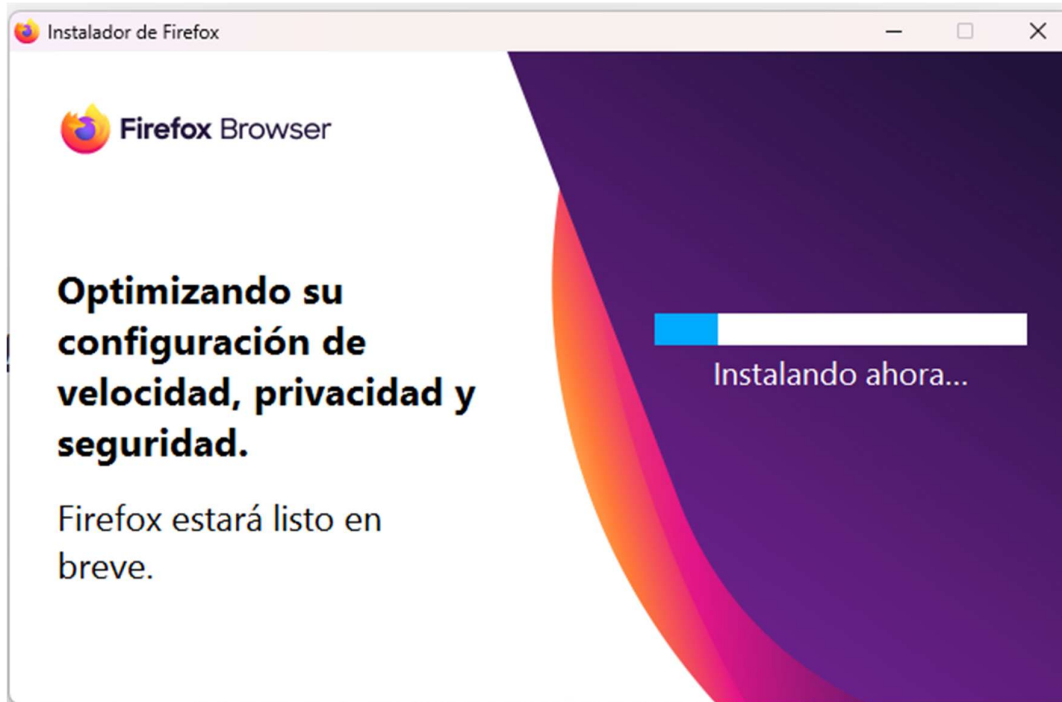 Instalador de Firefox
Firefox Browser
Optimizando su
configuración de
velocidad, privacidad y
seguridad.
Firefox estará listo en
breve.
Instalando ahora...